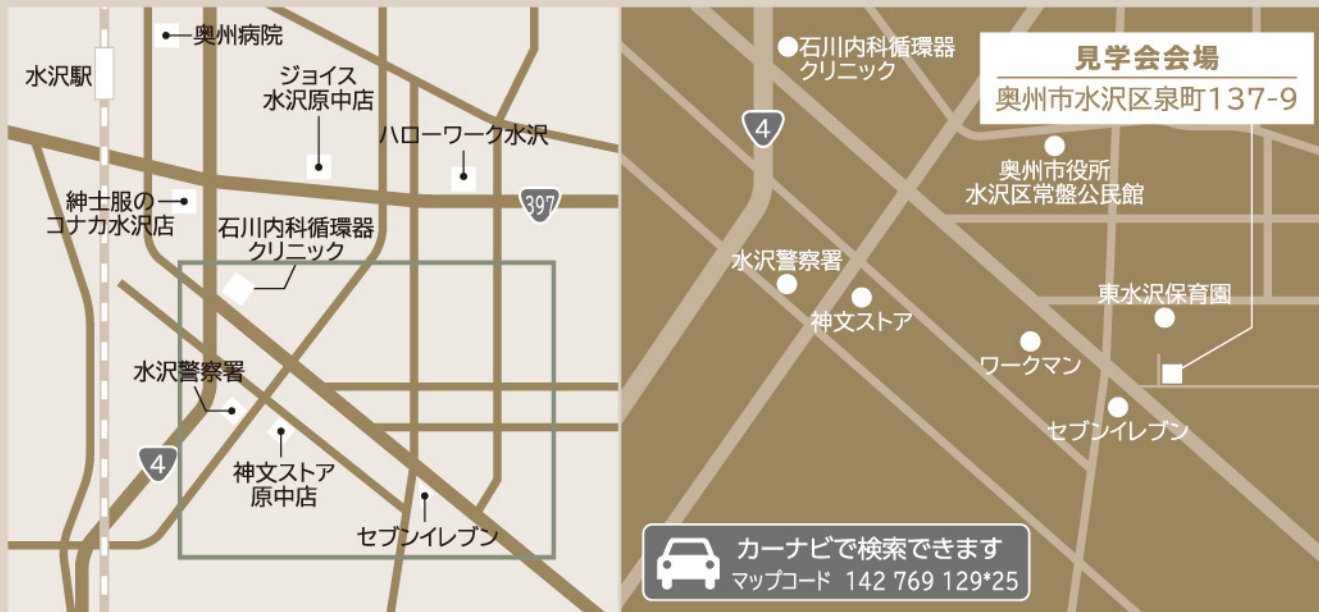 奥州病院
水沢駅
ジョイス
水沢原中店
ハローワーク水沢
紳士服の
コナカ水沢店
397
石川内科循環器
クリニック
水沢警察署
4
神文ストア
原中店
セブンイレブン
石川内科循環器
クリニック
見学会会場
奥州市水沢区泉町137-9
4
奥州市役所
水沢区常盤公民館
水沢警察署
神文ストア
東水沢保育園
ワークマン
セブンイレブン
カーナビで検索できます
マップコード 142 769 129*25